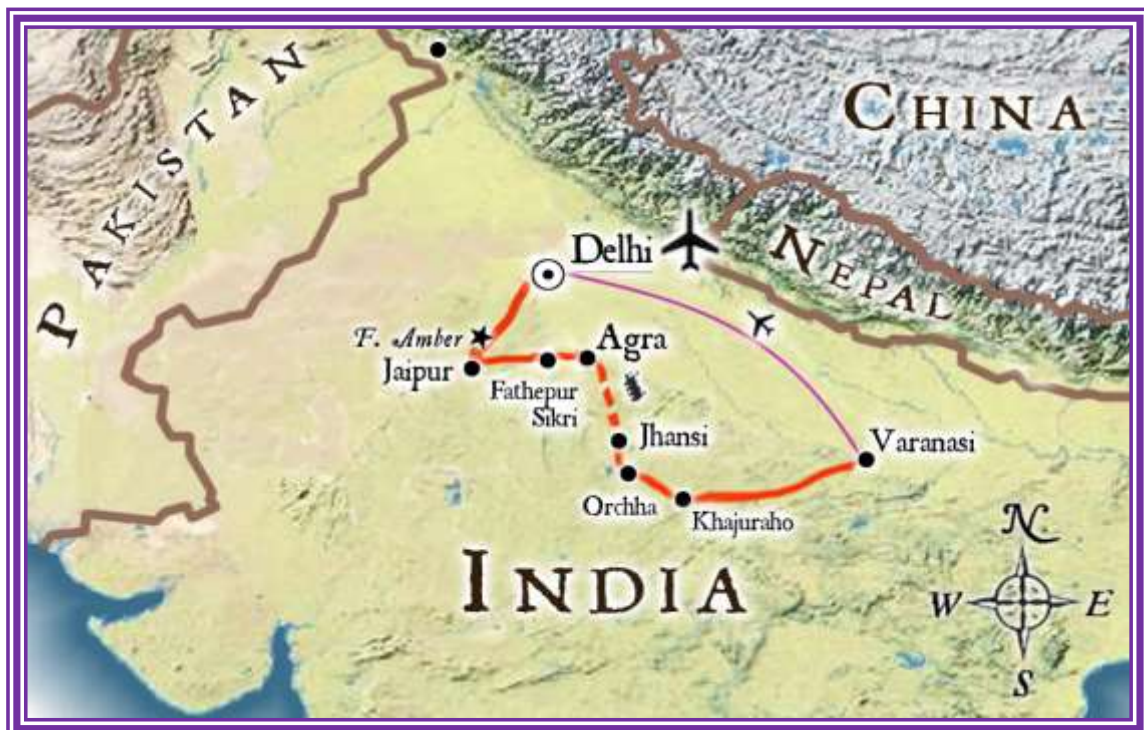 CHINA
PAKISTAN
NEPAL
Delhi
F. Amber
Jaipur
Fathepur
Sikri
Agra
Jhansi
Orchha
Khajuraho
Varanasi
INDIA
N
W
E
S